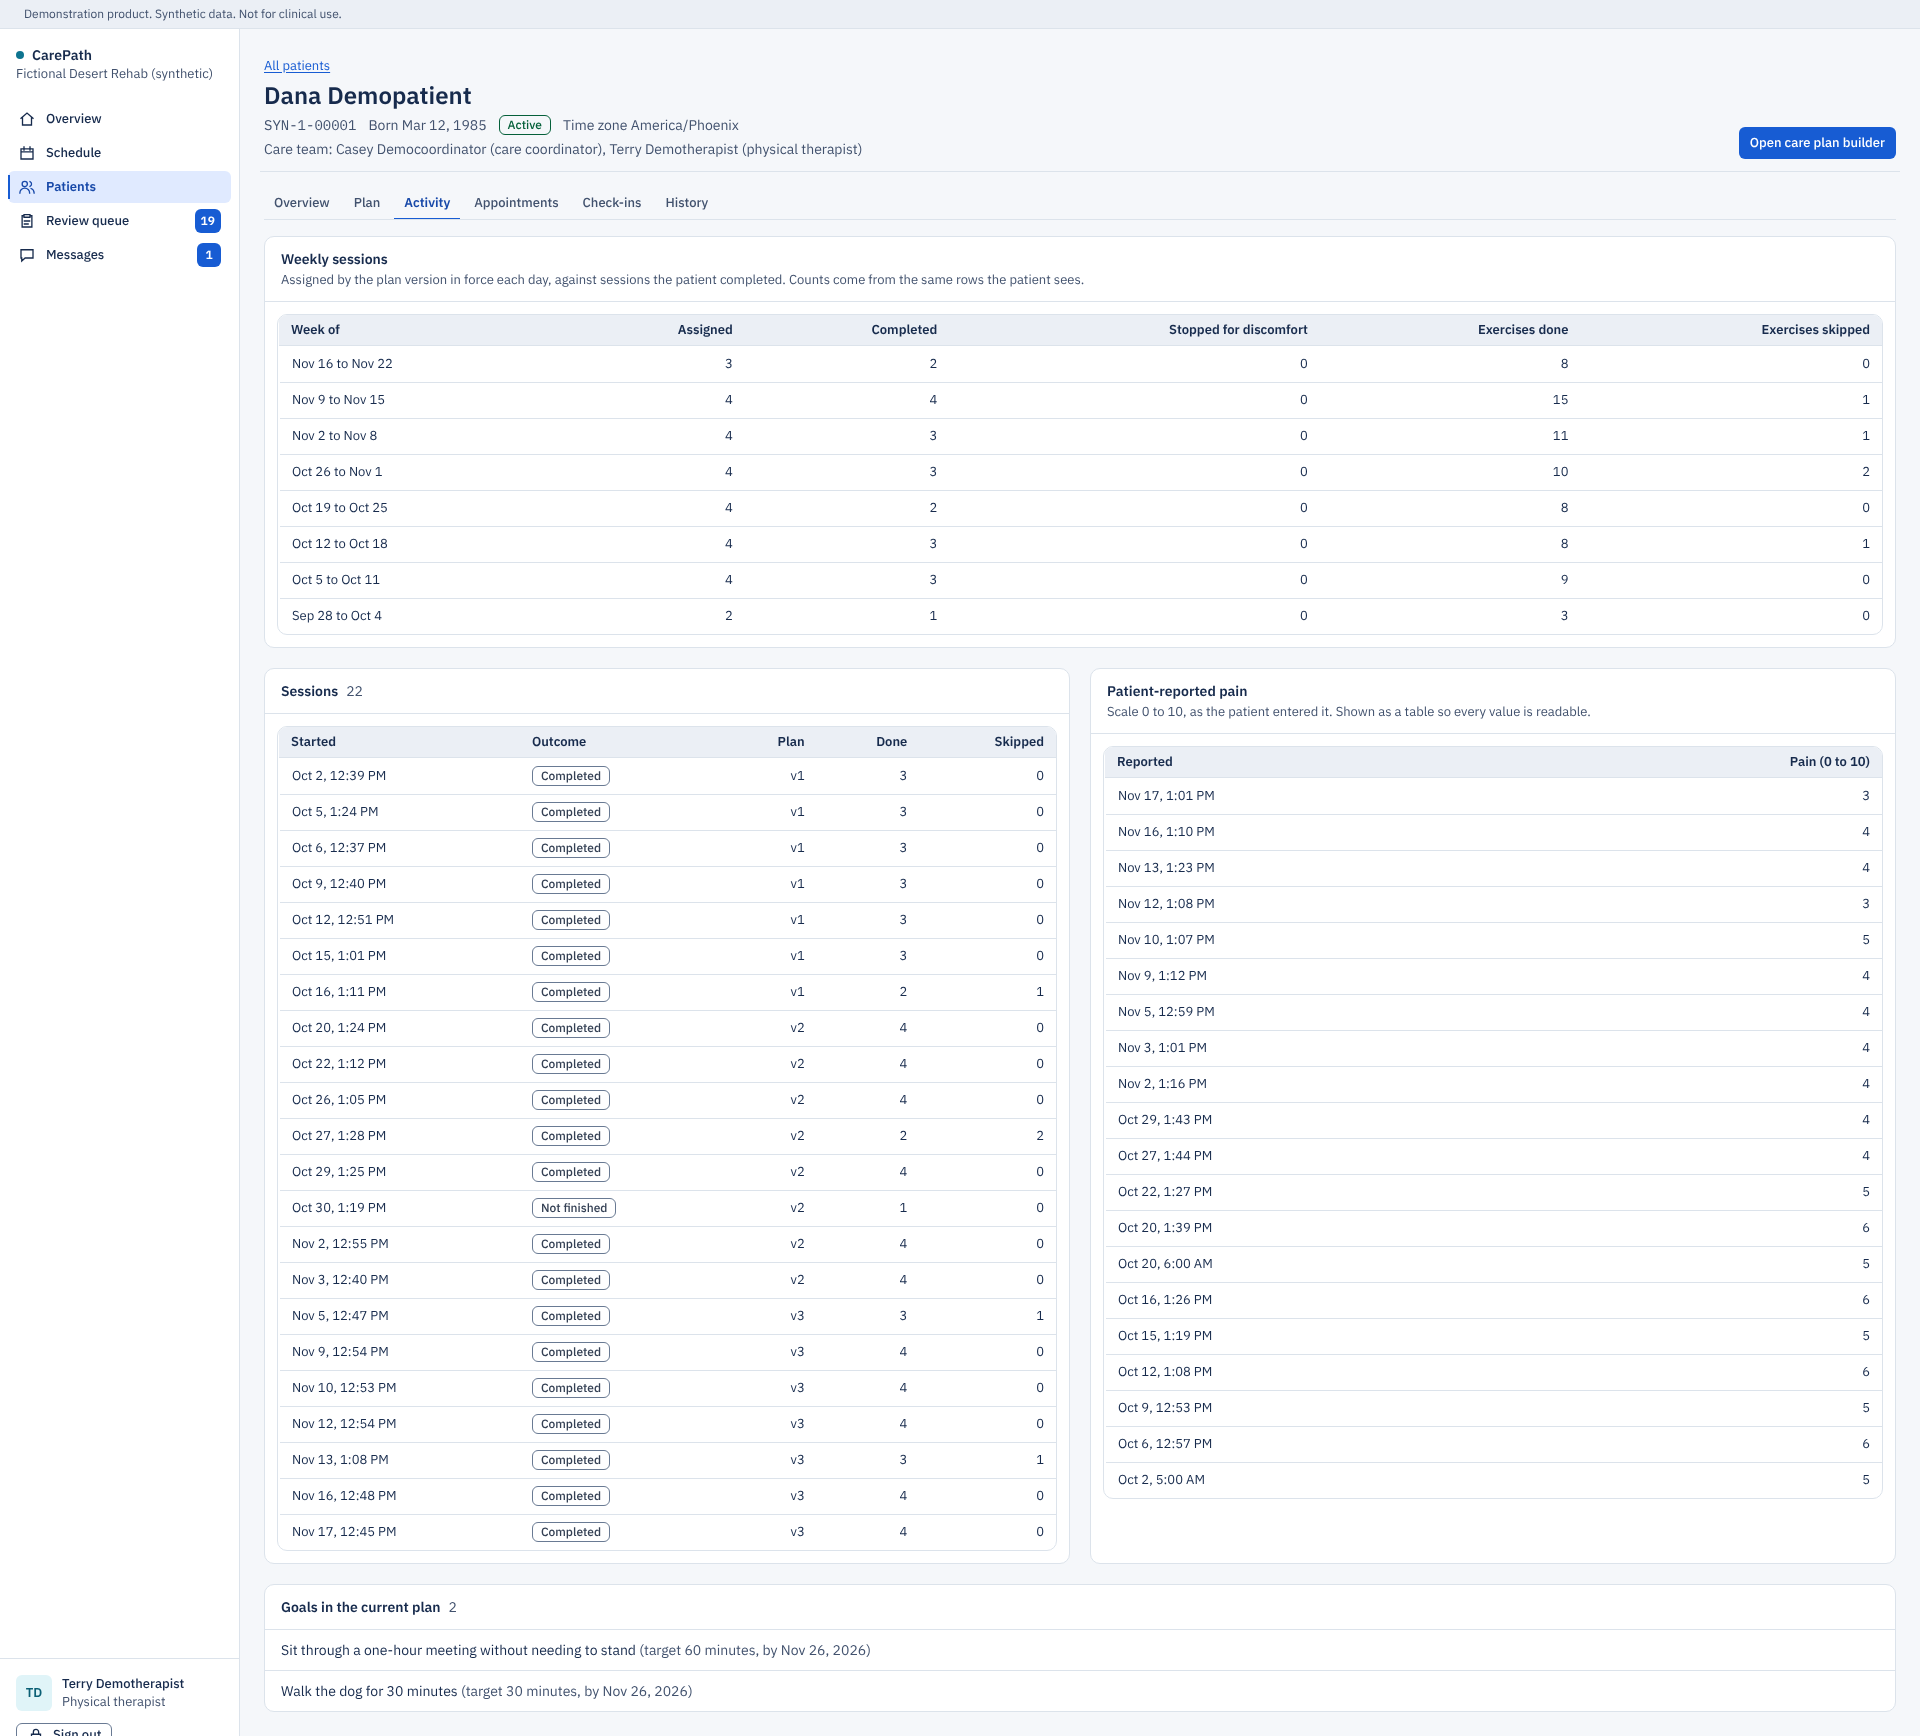 Demonstration product. Synthetic data. Not for clinical use.
CarePath
Fictional Desert Rehab (synthetic)
Overview
Schedule
Patients
Review queue 19
Messages 1
Terry Demotherapist
TD
Physical therapist
Sign out
All patients
Dana Demopatient
SYN-1-00001 Born Mar 12, 1985 Active Time zone America/Phoenix
Care team: Casey Democoordinator (care coordinator), Terry Demotherapist (physical therapist)
Open care plan builder
Overview Plan Activity Appointments Check-ins History
Weekly sessions
Assigned by the plan version in force each day, against sessions the patient completed. Counts come from the same rows the patient sees.
Week of Assigned Completed Stopped for discomfort Exercises done Exercises skipped
Nov 16 to Nov 22 3 2 0 8 0
Nov 9 to Nov 15 4 4 0 15 1
Nov 2 to Nov 8 4 3 0 11 1
Oct 26 to Nov 1 4 3 0 10 2
Oct 19 to Oct 25 4 2 0 8 0
Oct 12 to Oct 18 4 3 0 8 1
Oct 5 to Oct 11 4 3 0 9 0
Sep 28 to Oct 4 2 1 0 3 0
Sessions 22
Started Outcome Plan Done Skipped
Oct 2, 12:39 PM Completed v1 3 0
Oct 5, 1:24 PM Completed v1 3 0
Oct 6, 12:37 PM Completed v1 3 0
Oct 9, 12:40 PM Completed v1 3 0
Oct 12, 12:51 PM Completed v1 3 0
Oct 15, 1:01 PM Completed v1 3 0
Oct 16, 1:11 PM Completed v1 2 1
Oct 20, 1:24 PM Completed v2 4 0
Oct 22, 1:12 PM Completed v2 4 0
Oct 26, 1:05 PM Completed v2 4 0
Oct 27, 1:28 PM Completed v2 2 2
Oct 29, 1:25 PM Completed v2 4 0
Oct 30, 1:19 PM Not finished v2 1 0
Nov 2, 12:55 PM Completed v2 4 0
Nov 3, 12:40 PM Completed v2 4 0
Nov 5, 12:47 PM Completed v3 3 1
Nov 9, 12:54 PM Completed v3 4 0
Nov 10, 12:53 PM Completed v3 4 0
Nov 12, 12:54 PM Completed v3 4 0
Nov 13, 1:08 PM Completed v3 3 1
Nov 16, 12:48 PM Completed v3 4 0
Nov 17, 12:45 PM Completed v3 4 0
Patient-reported pain
Scale 0 to 10, as the patient entered it. Shown as a table so every value is readable.
Reported Pain (0 to 10)
Nov 17, 1:01 PM 3
Nov 16, 1:10 PM 4
Nov 13, 1:23 PM 4
Nov 12, 1:08 PM 3
Nov 10, 1:07 PM 5
Nov 9, 1:12 PM 4
Nov 5, 12:59 PM 4
Nov 3, 1:01 PM 4
Nov 2, 1:16 PM 4
Oct 29, 1:43 PM 4
Oct 27, 1:44 PM 4
Oct 22, 1:27 PM 5
Oct 20, 1:39 PM 6
Oct 20, 6:00 AM 5
Oct 16, 1:26 PM 6
Oct 15, 1:19 PM 5
Oct 12, 1:08 PM 6
Oct 9, 12:53 PM 5
Oct 6, 12:57 PM 6
Oct 2, 5:00 AM 5
Goals in the current plan 2
Sit through a one-hour meeting without needing to stand (target 60 minutes, by Nov 26, 2026)
Walk the dog for 30 minutes (target 30 minutes, by Nov 26, 2026)